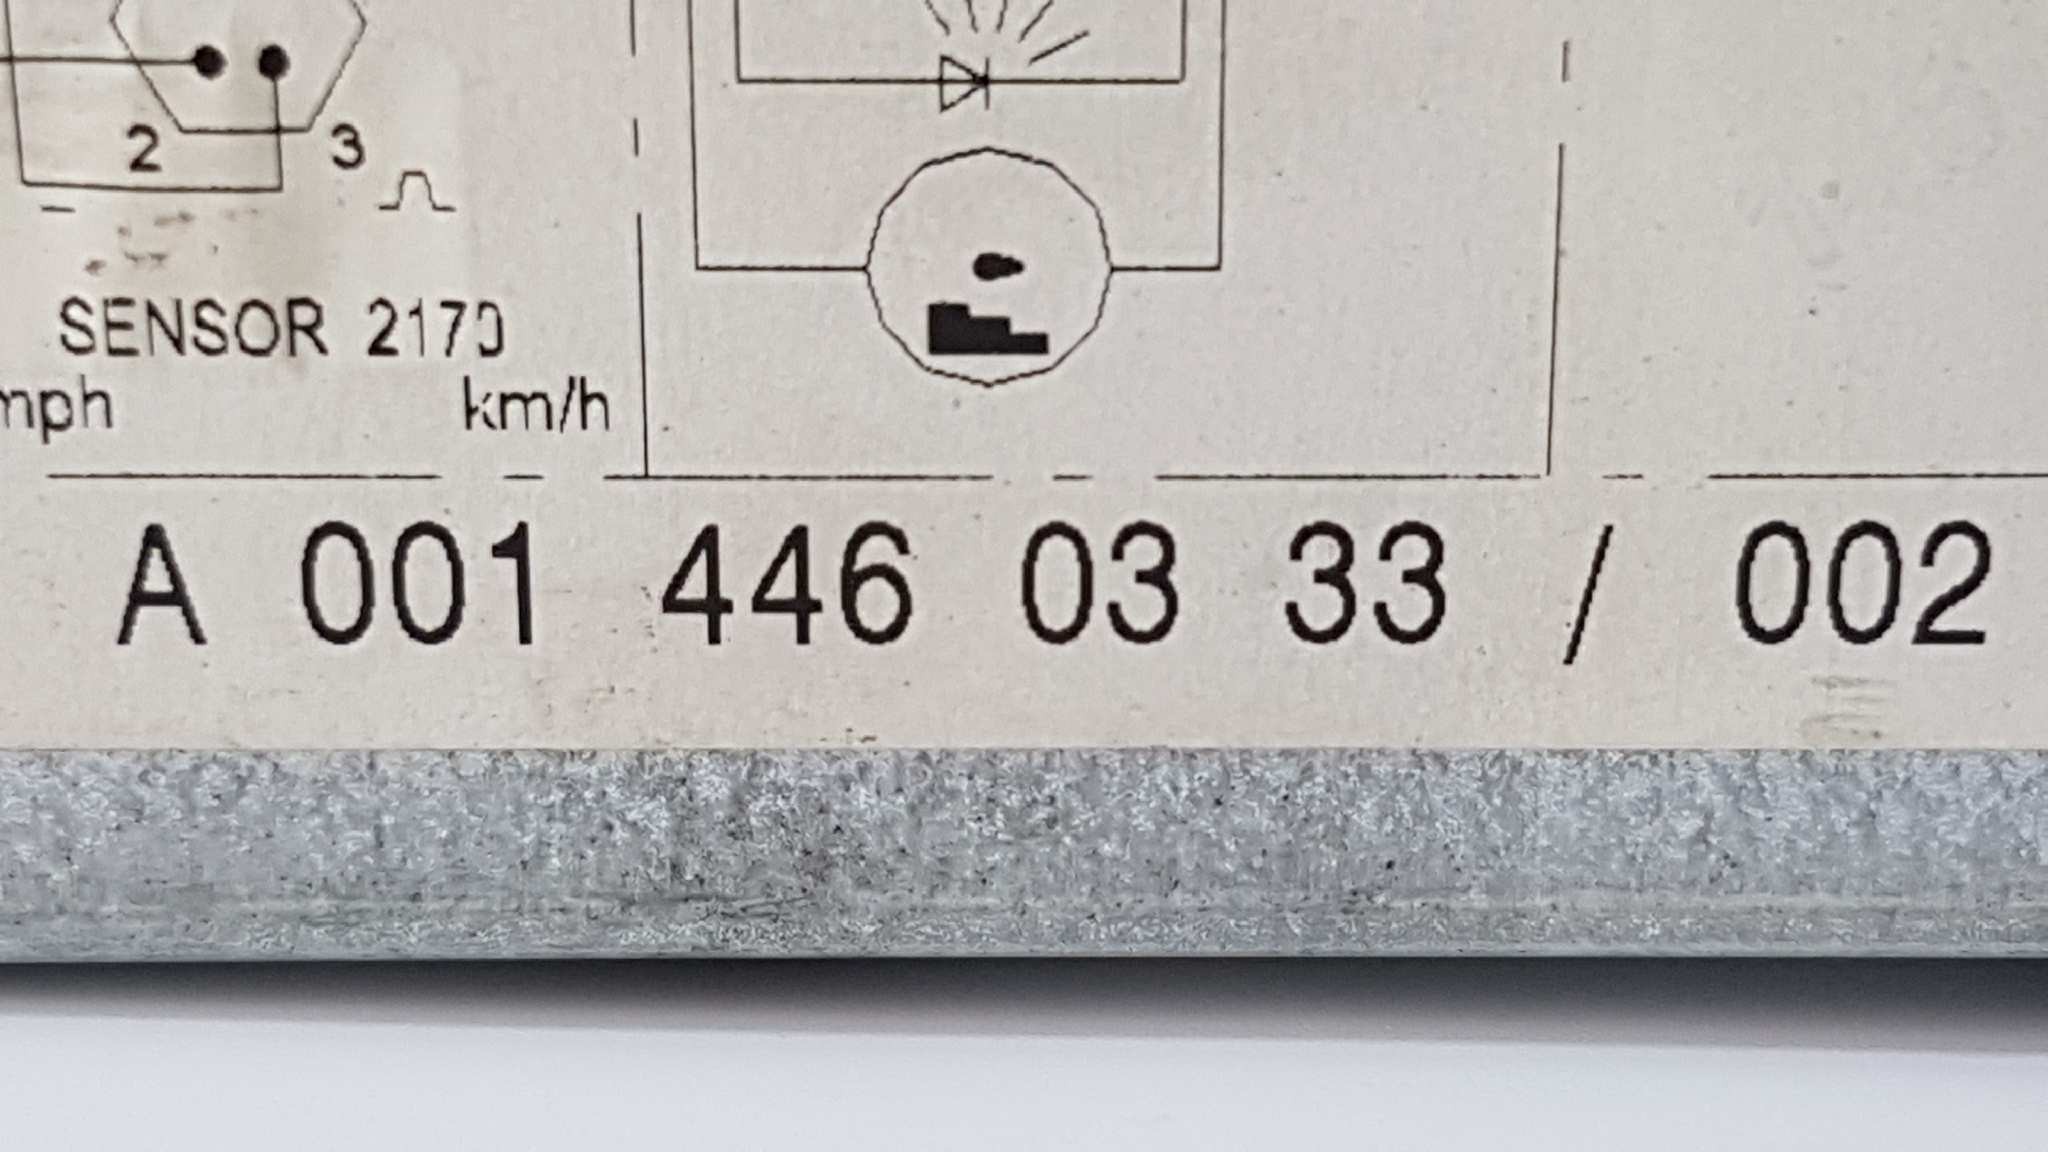 2 3
SENSOR 2170
mph km/h
A 001 446 03 33 / 002